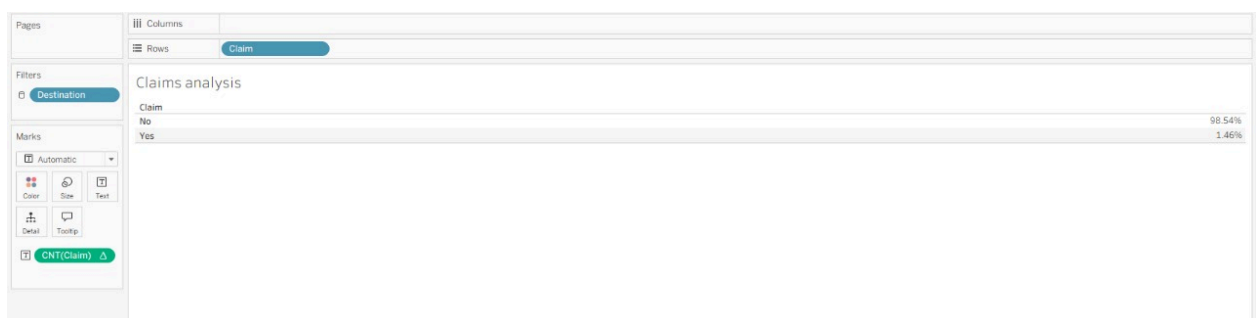 Pages
Columns
Rows
Claim
Filters
Destination
Marks
Automatic
Color
Size
Text
Detail
Tooltip
CNT(Claim) Δ
Claims analysis
Claim
No 98.54%
Yes 1.46%